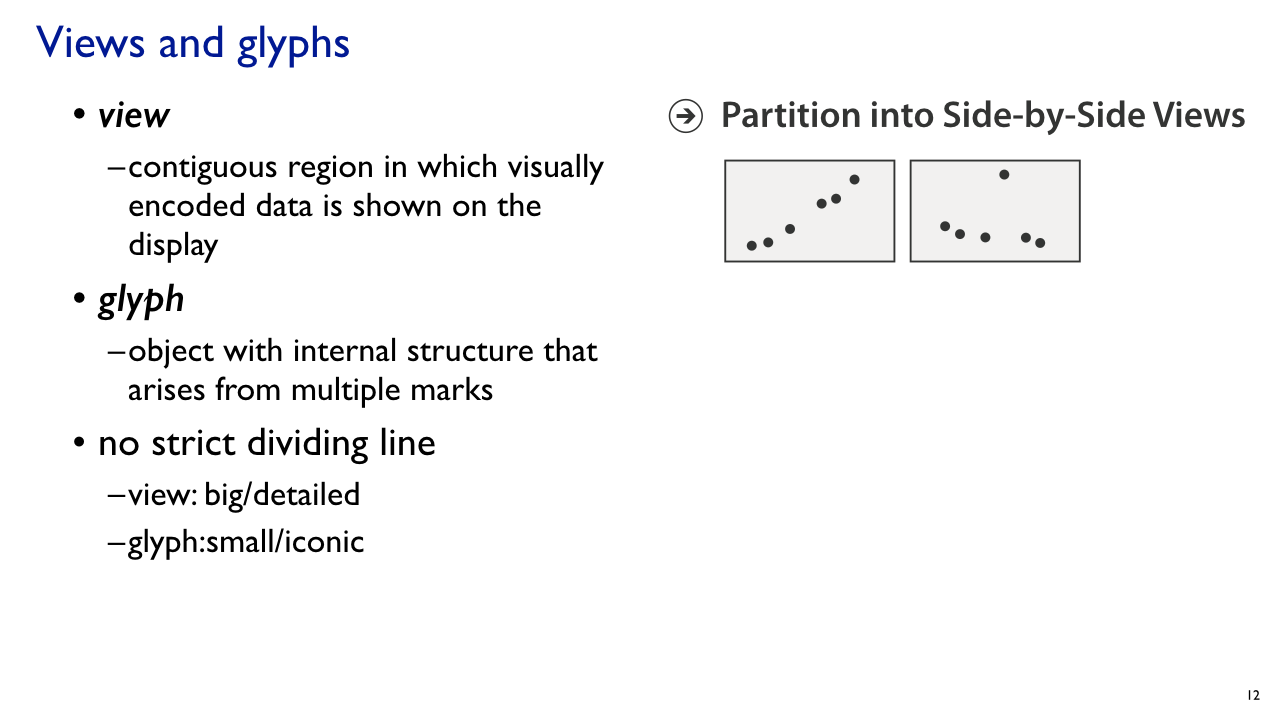 Views and glyphs
• view
–contiguous region in which visually
encoded data is shown on the
display
• glyph
–object with internal structure that
arises from multiple marks
• no strict dividing line
–view: big/detailed
–glyph:small/iconic
Partition into Side-by-Side Views
12